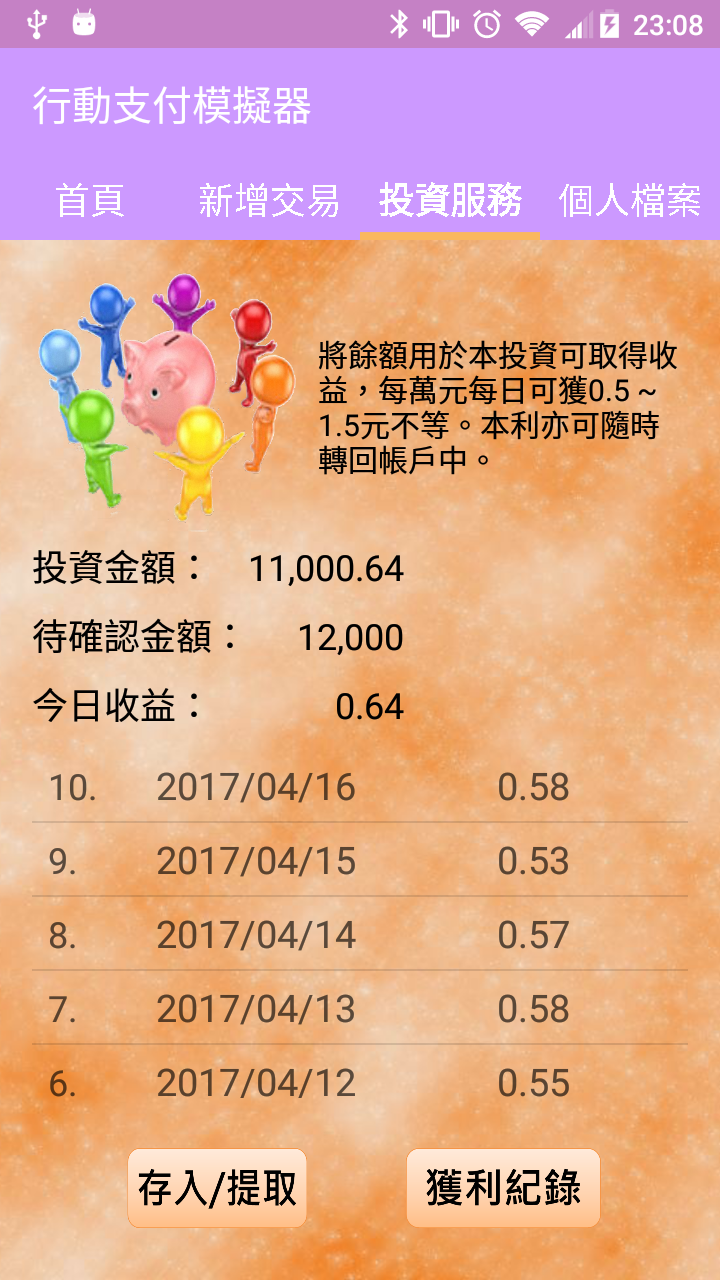 23:08
行動支付模擬器
首頁 新增交易 投資服務 個人檔案
將餘額用於本投資可取得收
益，每萬元每日可獲0.5 ~
1.5元不等。本利亦可隨時
轉回帳戶中。
投資金額： 11,000.64
待確認金額： 12,000
今日收益： 0.64
10. 2017/04/16 0.58
9. 2017/04/15 0.53
8. 2017/04/14 0.57
7. 2017/04/13 0.58
6. 2017/04/12 0.55
存入/提取 獲利紀錄